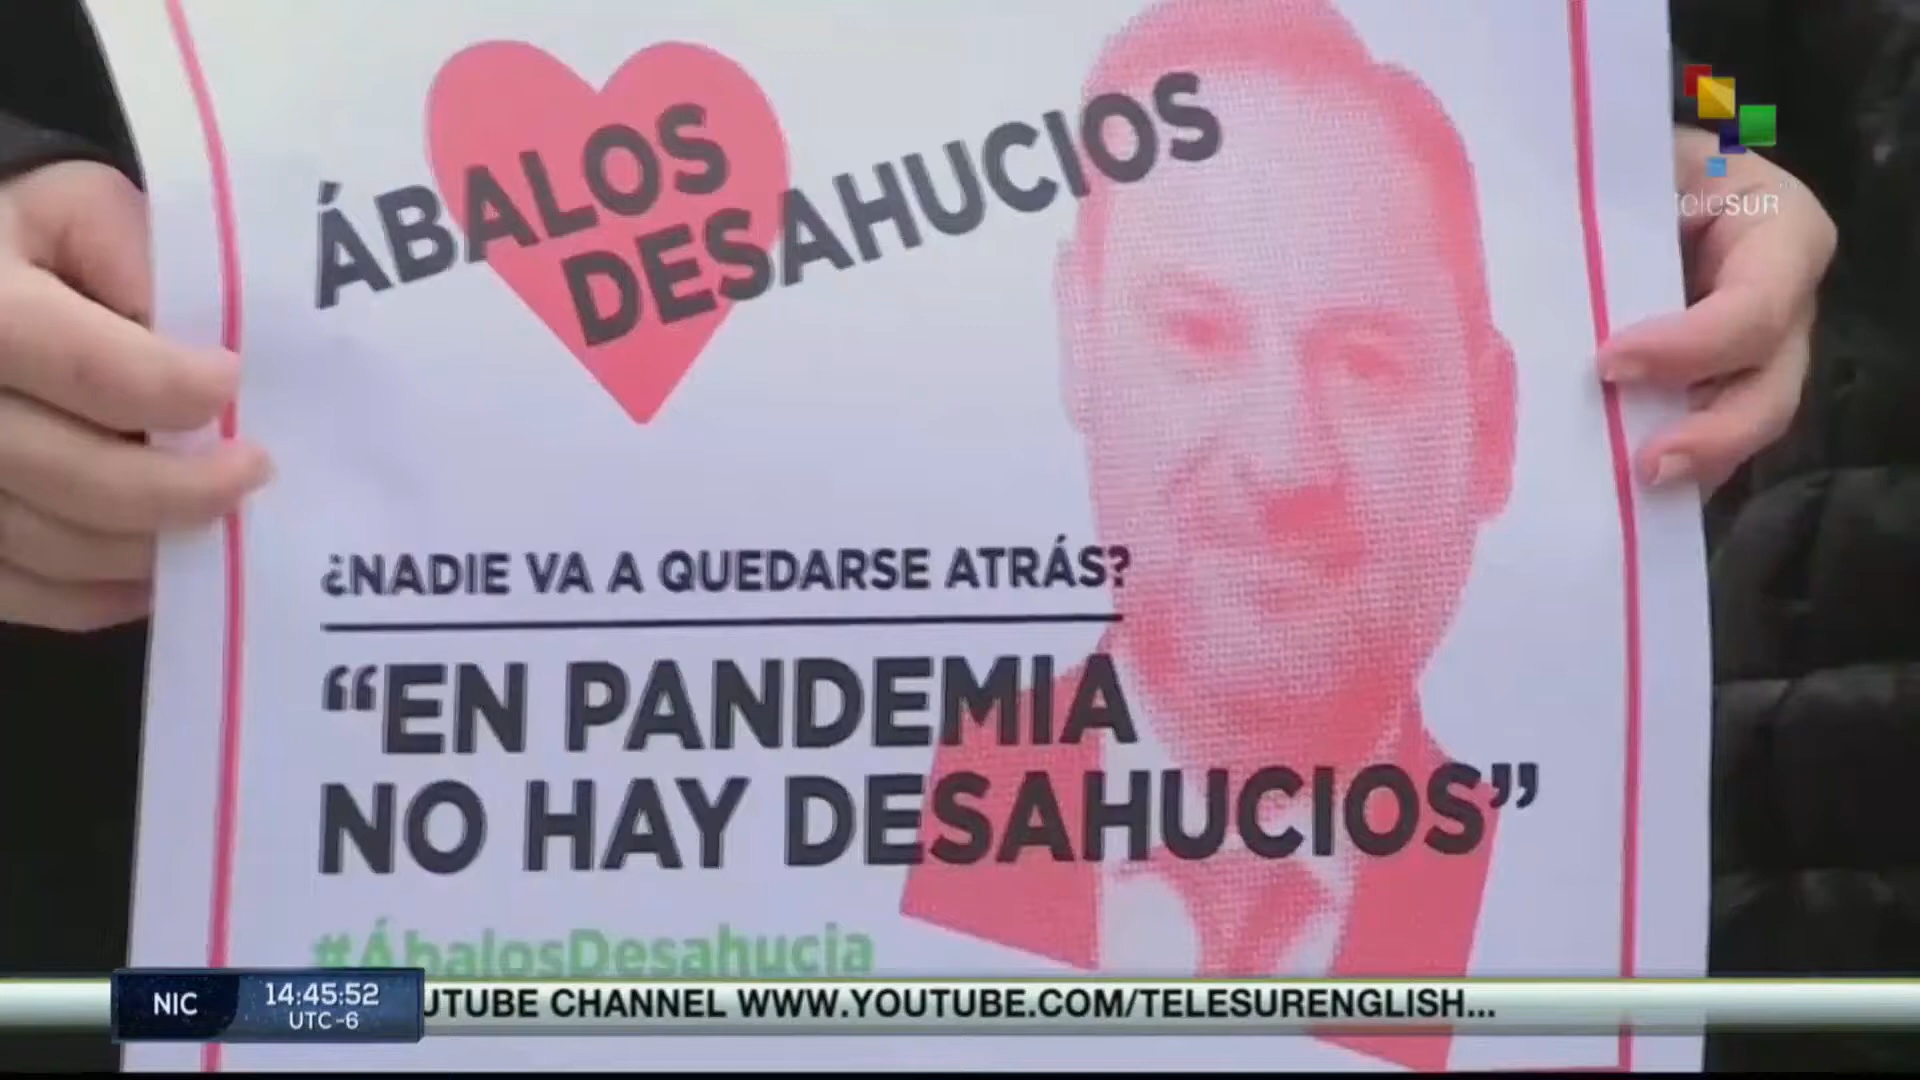 ÁBALOS
DESAHUCIOS
¿NADIE VA A QUEDARSE ATRÁS?
“EN PANDEMIA
NO HAY DESAHUCIOS”
#ÁbalosDesahucia
teleSUR
NIC
14:45:52
UTC-6
UTUBE CHANNEL WWW.YOUTUBE.COM/TELESURENGLISH...